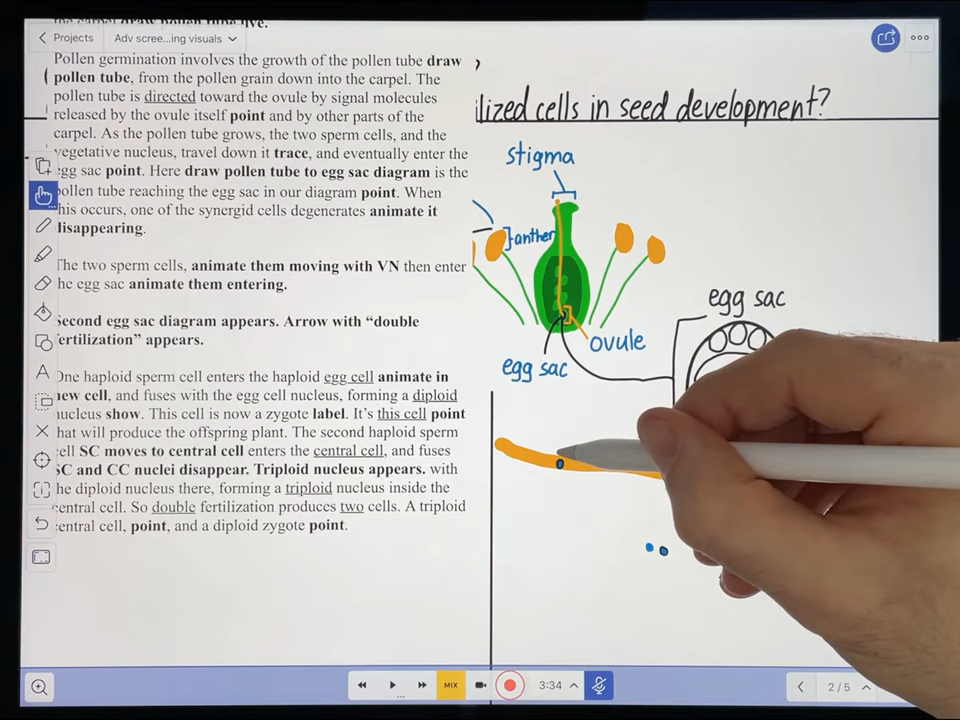 the carpel draw pollen tube live.
Projects
Adv scree...ing visuals
Pollen germination involves the growth of the pollen tube draw
pollen tube, from the pollen grain down into the carpel. The
pollen tube is directed toward the ovule by signal molecules
released by the ovule itself point and by other parts of the
carpel. As the pollen tube grows, the two sperm cells, and the
vegetative nucleus, travel down it trace, and eventually enter the
egg sac point. Here draw pollen tube to egg sac diagram is the
pollen tube reaching the egg sac in our diagram point. When
his occurs, one of the synergid cells degenerates animate it
disappearing.
The two sperm cells, animate them moving with VN then enter
he egg sac animate them entering.
Second egg sac diagram appears. Arrow with “double
fertilization” appears.
One haploid sperm cell enters the haploid egg cell animate in
new cell, and fuses with the egg cell nucleus, forming a diploid
nucleus show. This cell is now a zygote label. It’s this cell point
hat will produce the offspring plant. The second haploid sperm
cell SC moves to central cell enters the central cell, and fuses
SC and CC nuclei disappear. Triploid nucleus appears. with
he diploid nucleus there, forming a triploid nucleus inside the
central cell. So double fertilization produces two cells. A triploid
central cell, point, and a diploid zygote point.
ilized cells in seed development?
stigma
anther
ovule
egg sac
egg sac
A
MIX
3:34
2/5